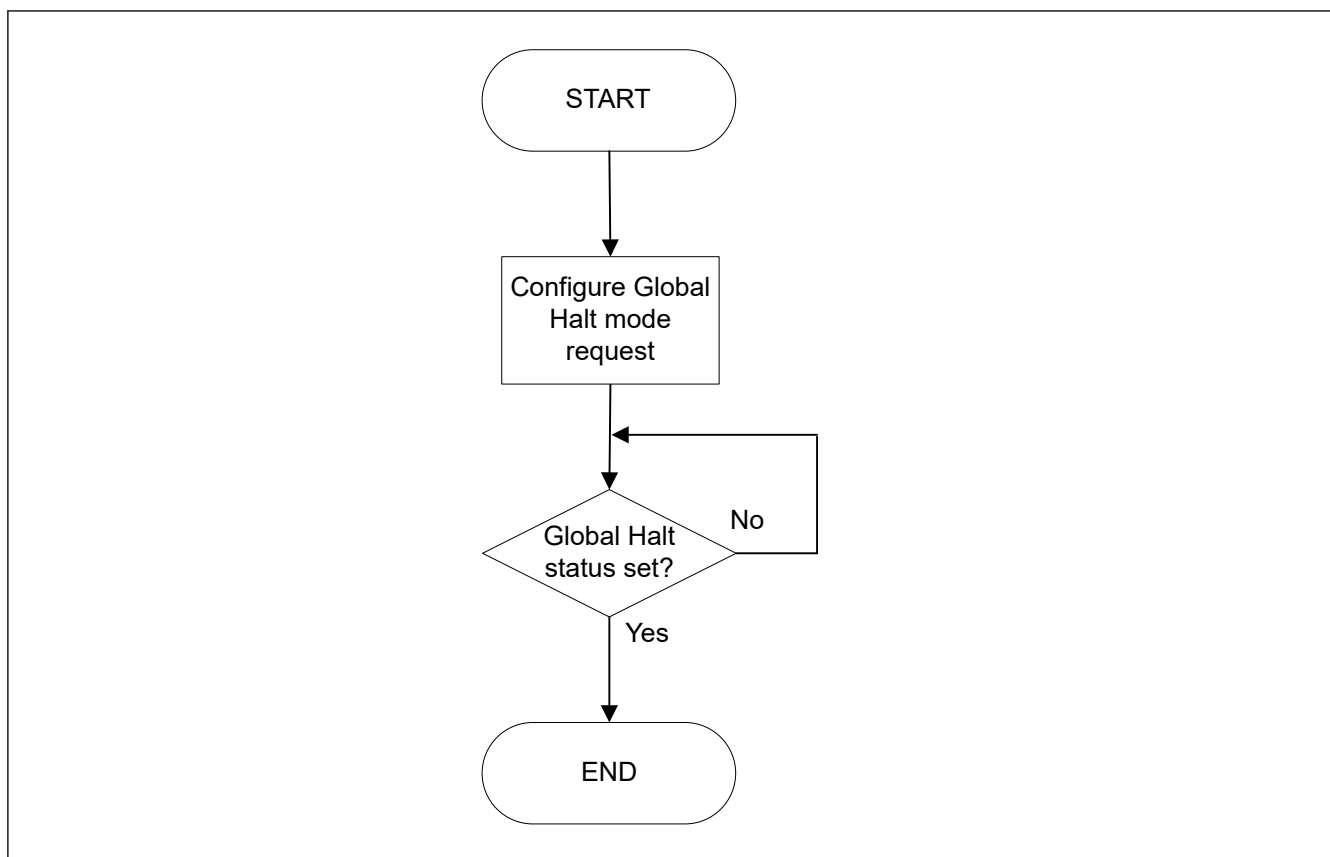 START
Configure Global
Halt mode
request
Global Halt
status set?
No
Yes
END